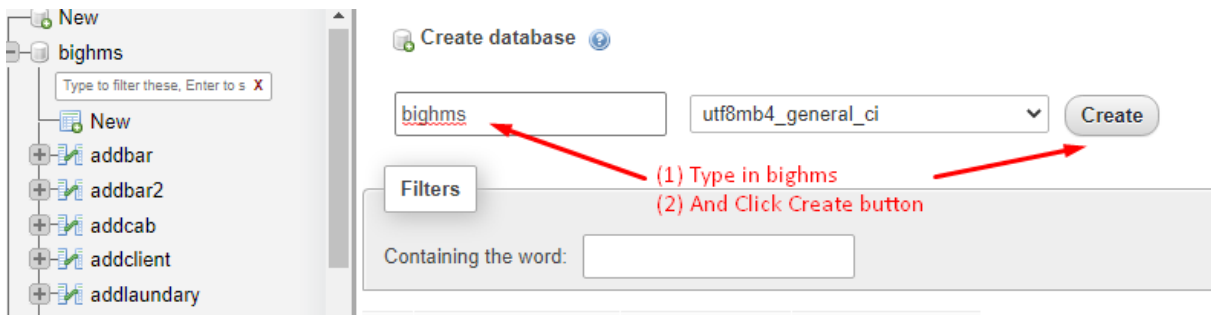 New
bighms
Type to filter these, Enter to s X
New
addbar
addbar2
addcab
addclient
addlaundary
Create database
bighms
utf8mb4_general_ci
Create
(1) Type in bighms
(2) And Click Create button
Filters
Containing the word: